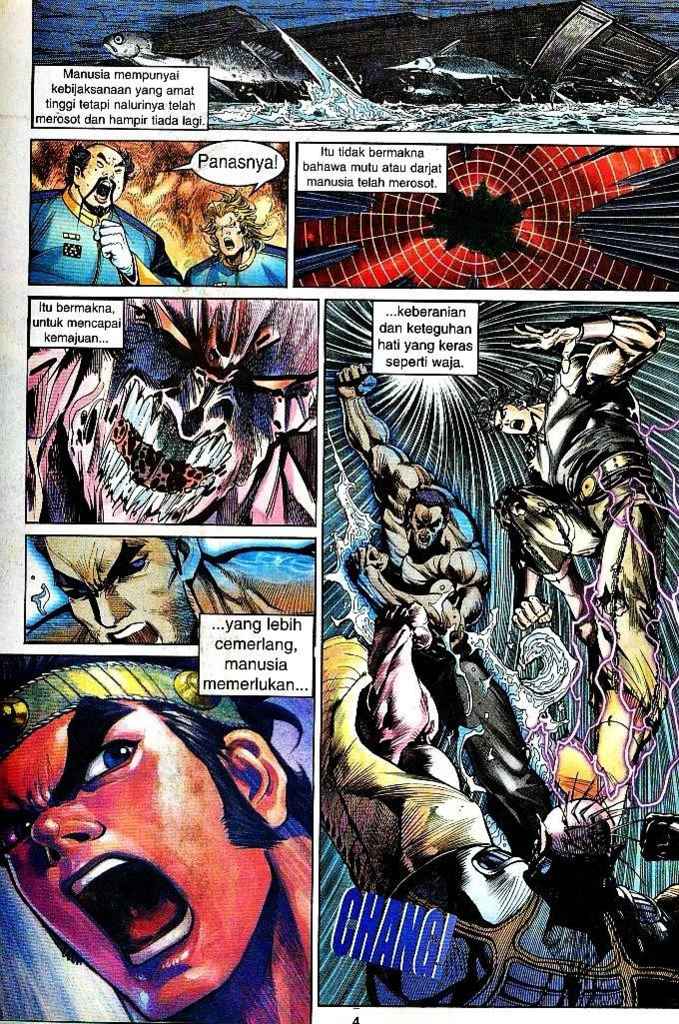 Manusia mempunyai
kebijaksanaan yang amat
tinggi tetapi nalurinya telah
merosot dan hampir tiada lagi.
Panasnya!
Itu tidak bermakna
bahawa mutu atau darjat
manusia telah merosot.
Itu bermakna,
untuk mencapai
kemajuan...
...yang lebih
cemerlang,
manusia
memerlukan...
...keberanian
dan keteguhan
hati yang keras
seperti waja.
CHANG!
4